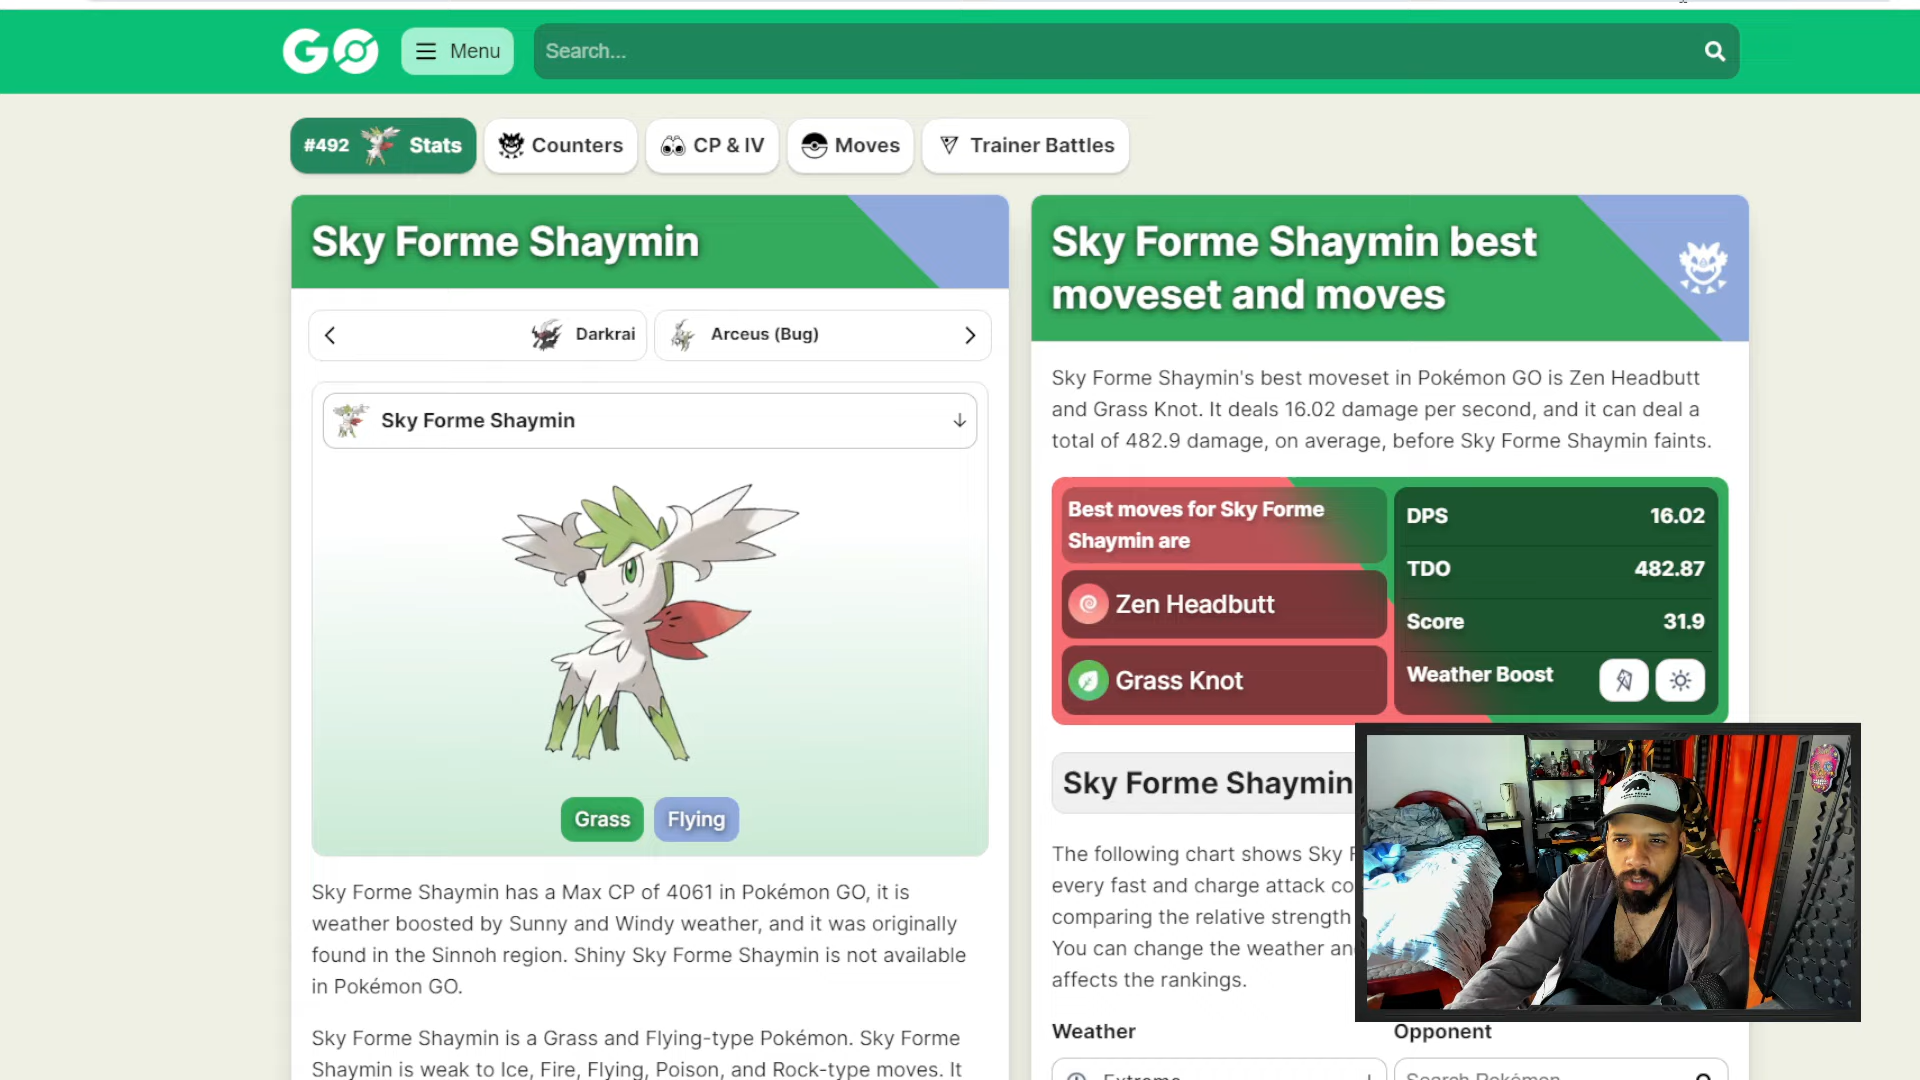 GO
Menu
Search...
#492 Stats
Counters
CP & IV
Moves
Trainer Battles
Sky Forme Shaymin
Darkrai
Arceus (Bug)
Sky Forme Shaymin
Grass
Flying
Sky Forme Shaymin has a Max CP of 4061 in Pokémon GO, it is
weather boosted by Sunny and Windy weather, and it was originally
found in the Sinnoh region. Shiny Sky Forme Shaymin is not available
in Pokémon GO.
Sky Forme Shaymin is a Grass and Flying-type Pokémon. Sky Forme
Shaymin is weak to Ice, Fire, Flying, Poison, and Rock-type moves. It
Sky Forme Shaymin best
moveset and moves
Sky Forme Shaymin's best moveset in Pokémon GO is Zen Headbutt
and Grass Knot. It deals 16.02 damage per second, and it can deal a
total of 482.9 damage, on average, before Sky Forme Shaymin faints.
Best moves for Sky Forme
Shaymin are
Zen Headbutt
Grass Knot
DPS 16.02
TDO 482.87
Score 31.9
Weather Boost
Sky Forme Shaymin
The following chart shows Sky
every fast and charge attack
comparing the relative strength
You can change the weather
affects the rankings.
Weather
Opponent
Extreme
Search Pokémon